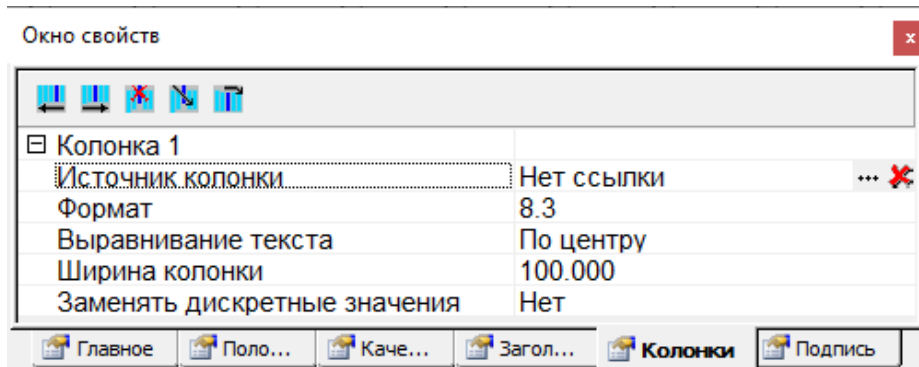 Окно свойств
Колонка 1
Источник колонки Нет ссылки ...
Формат 8.3
Выравнивание текста По центру
Ширина колонки 100.000
Заменять дискретные значения Нет
Главное Поло... Каче... Загол... Колонки Подпись